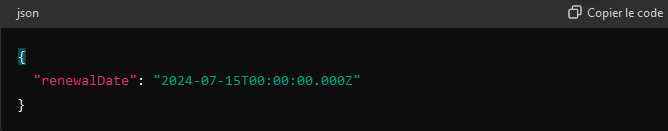 json
Copier le code
{
"renewalDate": "2024-07-15T00:00:00.000Z"
}